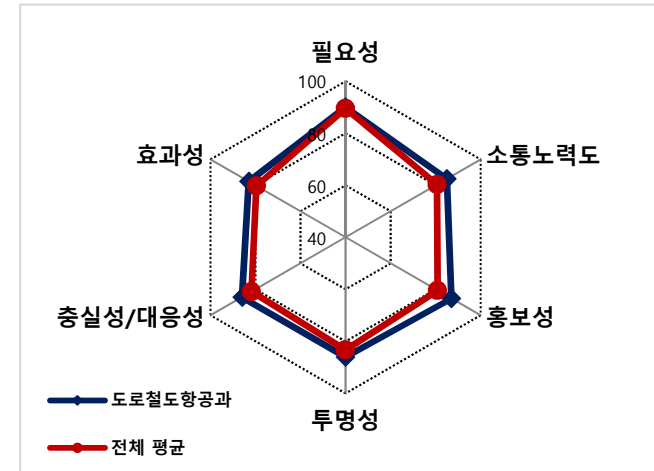 필요성
100
80
효과성
소통노력도
60
40
충실성/대응성
홍보성
투명성
도로철도항공과
전체 평균